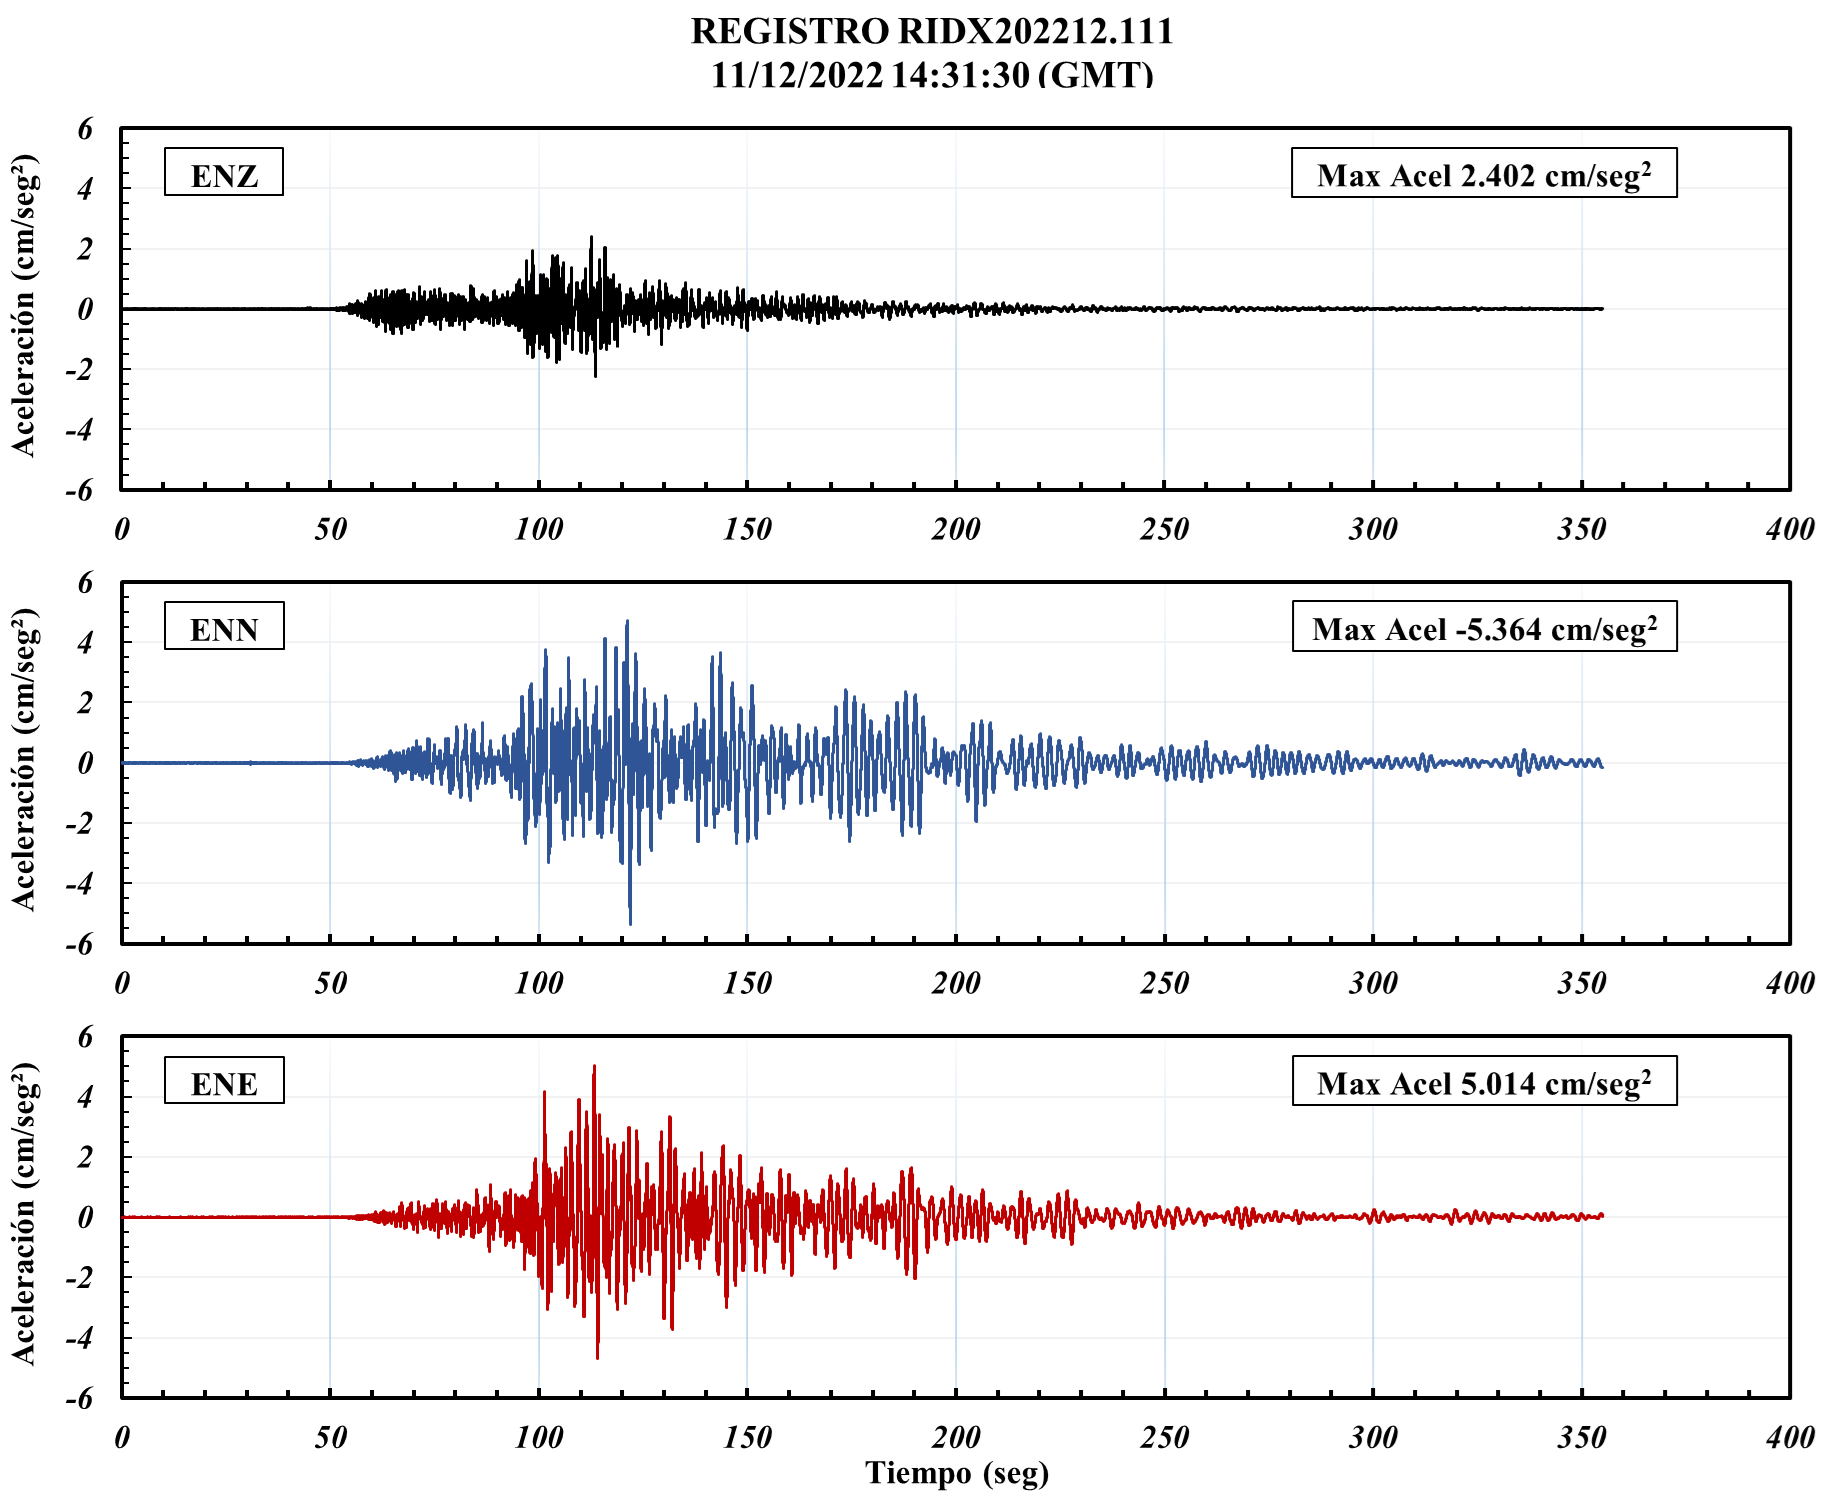 REGISTRO RIDX202212.111
11/12/2022 14:31:30 (GMT)
Aceleración (cm/seg²)
ENZ
Max Acel 2.402 cm/seg²
6
4
2
0
-2
-4
-6
0 50 100 150 200 250 300 350 400
Aceleración (cm/seg²)
ENN
Max Acel -5.364 cm/seg²
6
4
2
0
-2
-4
-6
0 50 100 150 200 250 300 350 400
Aceleración (cm/seg²)
ENE
Max Acel 5.014 cm/seg²
6
4
2
0
-2
-4
-6
0 50 100 150 200 250 300 350 400
Tiempo (seg)